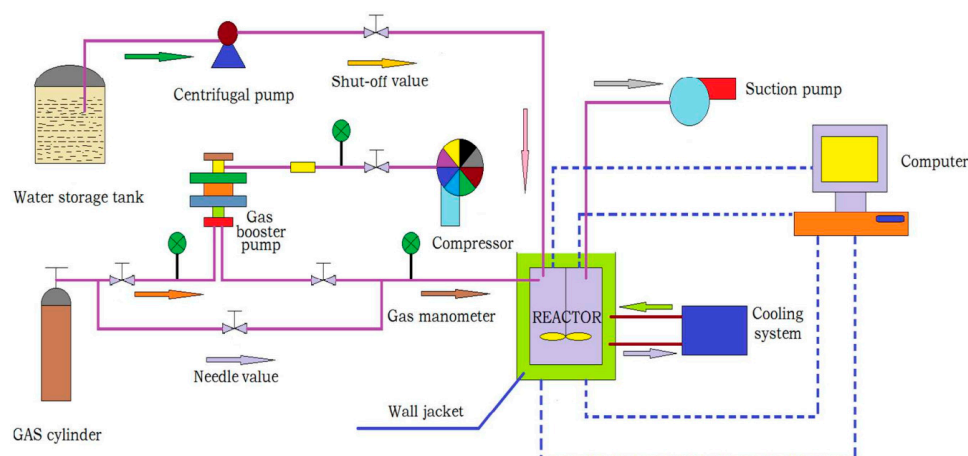 Suction pump
Shut-off value
Centrifugal pump
Computer
Water storage tank
Gas
booster
pump
Compressor
Gas manometer
REACTOR
Cooling
system
Needle value
Wall jacket
GAS cylinder